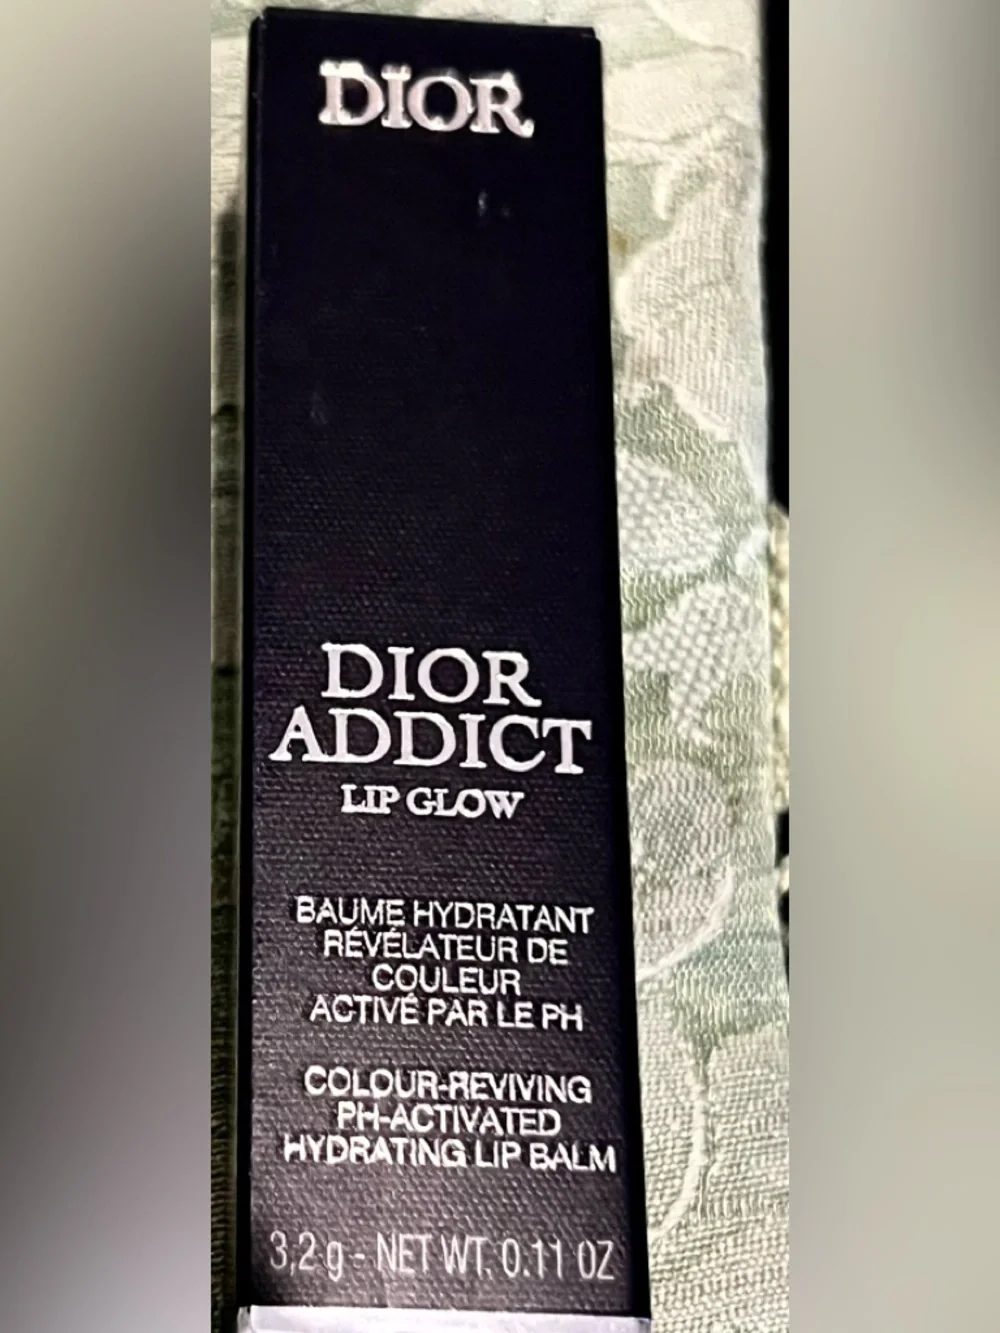 DIOR
DIOR
ADDICT
LIP GLOW
BAUME HYDRATANT
RÉVÉLATEUR DE
COULEUR
ACTIVÉ PAR LE PH
COLOUR-REVIVING
PH-ACTIVATED
HYDRATING LIP BALM
3,2 g - NET WT. 0.11 OZ